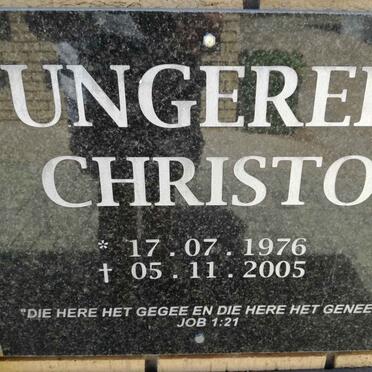 UNGERE
CHRISTO
* 17 . 07 . 1976
† 05 . 11 . 2005
"DIE HERE HET GEGEE EN DIE HERE HET GENEE
JOB 1:21